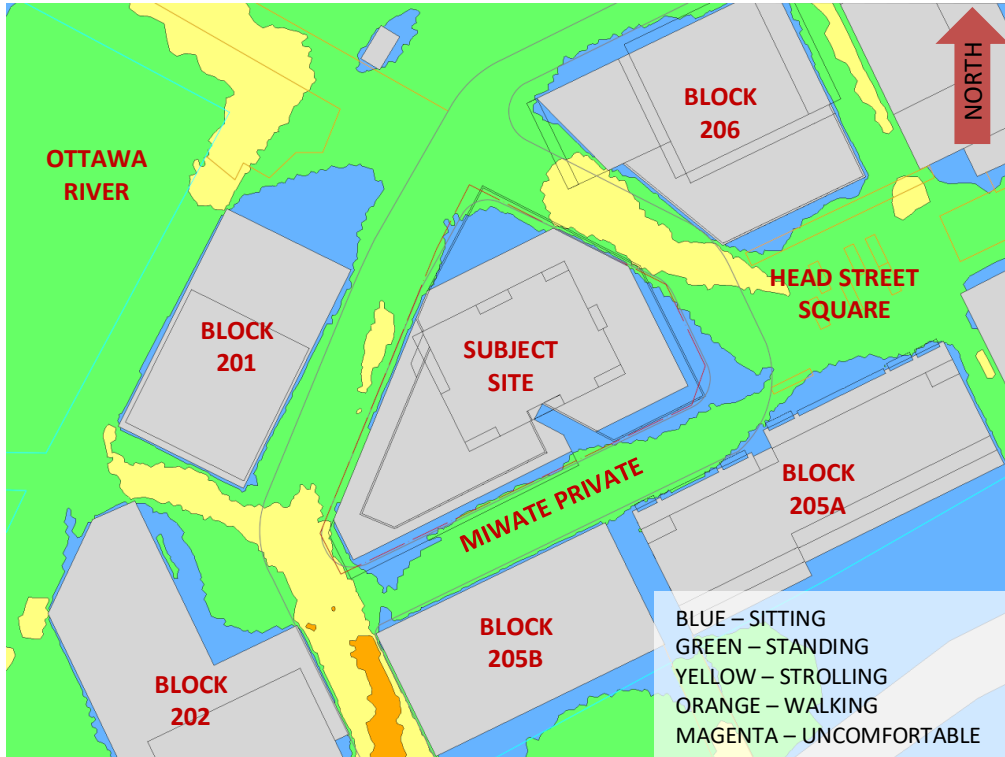 NORTH
BLOCK
206
OTTAWA
RIVER
HEAD STREET
SQUARE
BLOCK
201
SUBJECT
SITE
MIWATE PRIVATE
BLOCK
205A
BLOCK
205B
BLOCK
202
BLUE – SITTING
GREEN – STANDING
YELLOW – STROLLING
ORANGE – WALKING
MAGENTA – UNCOMFORTABLE